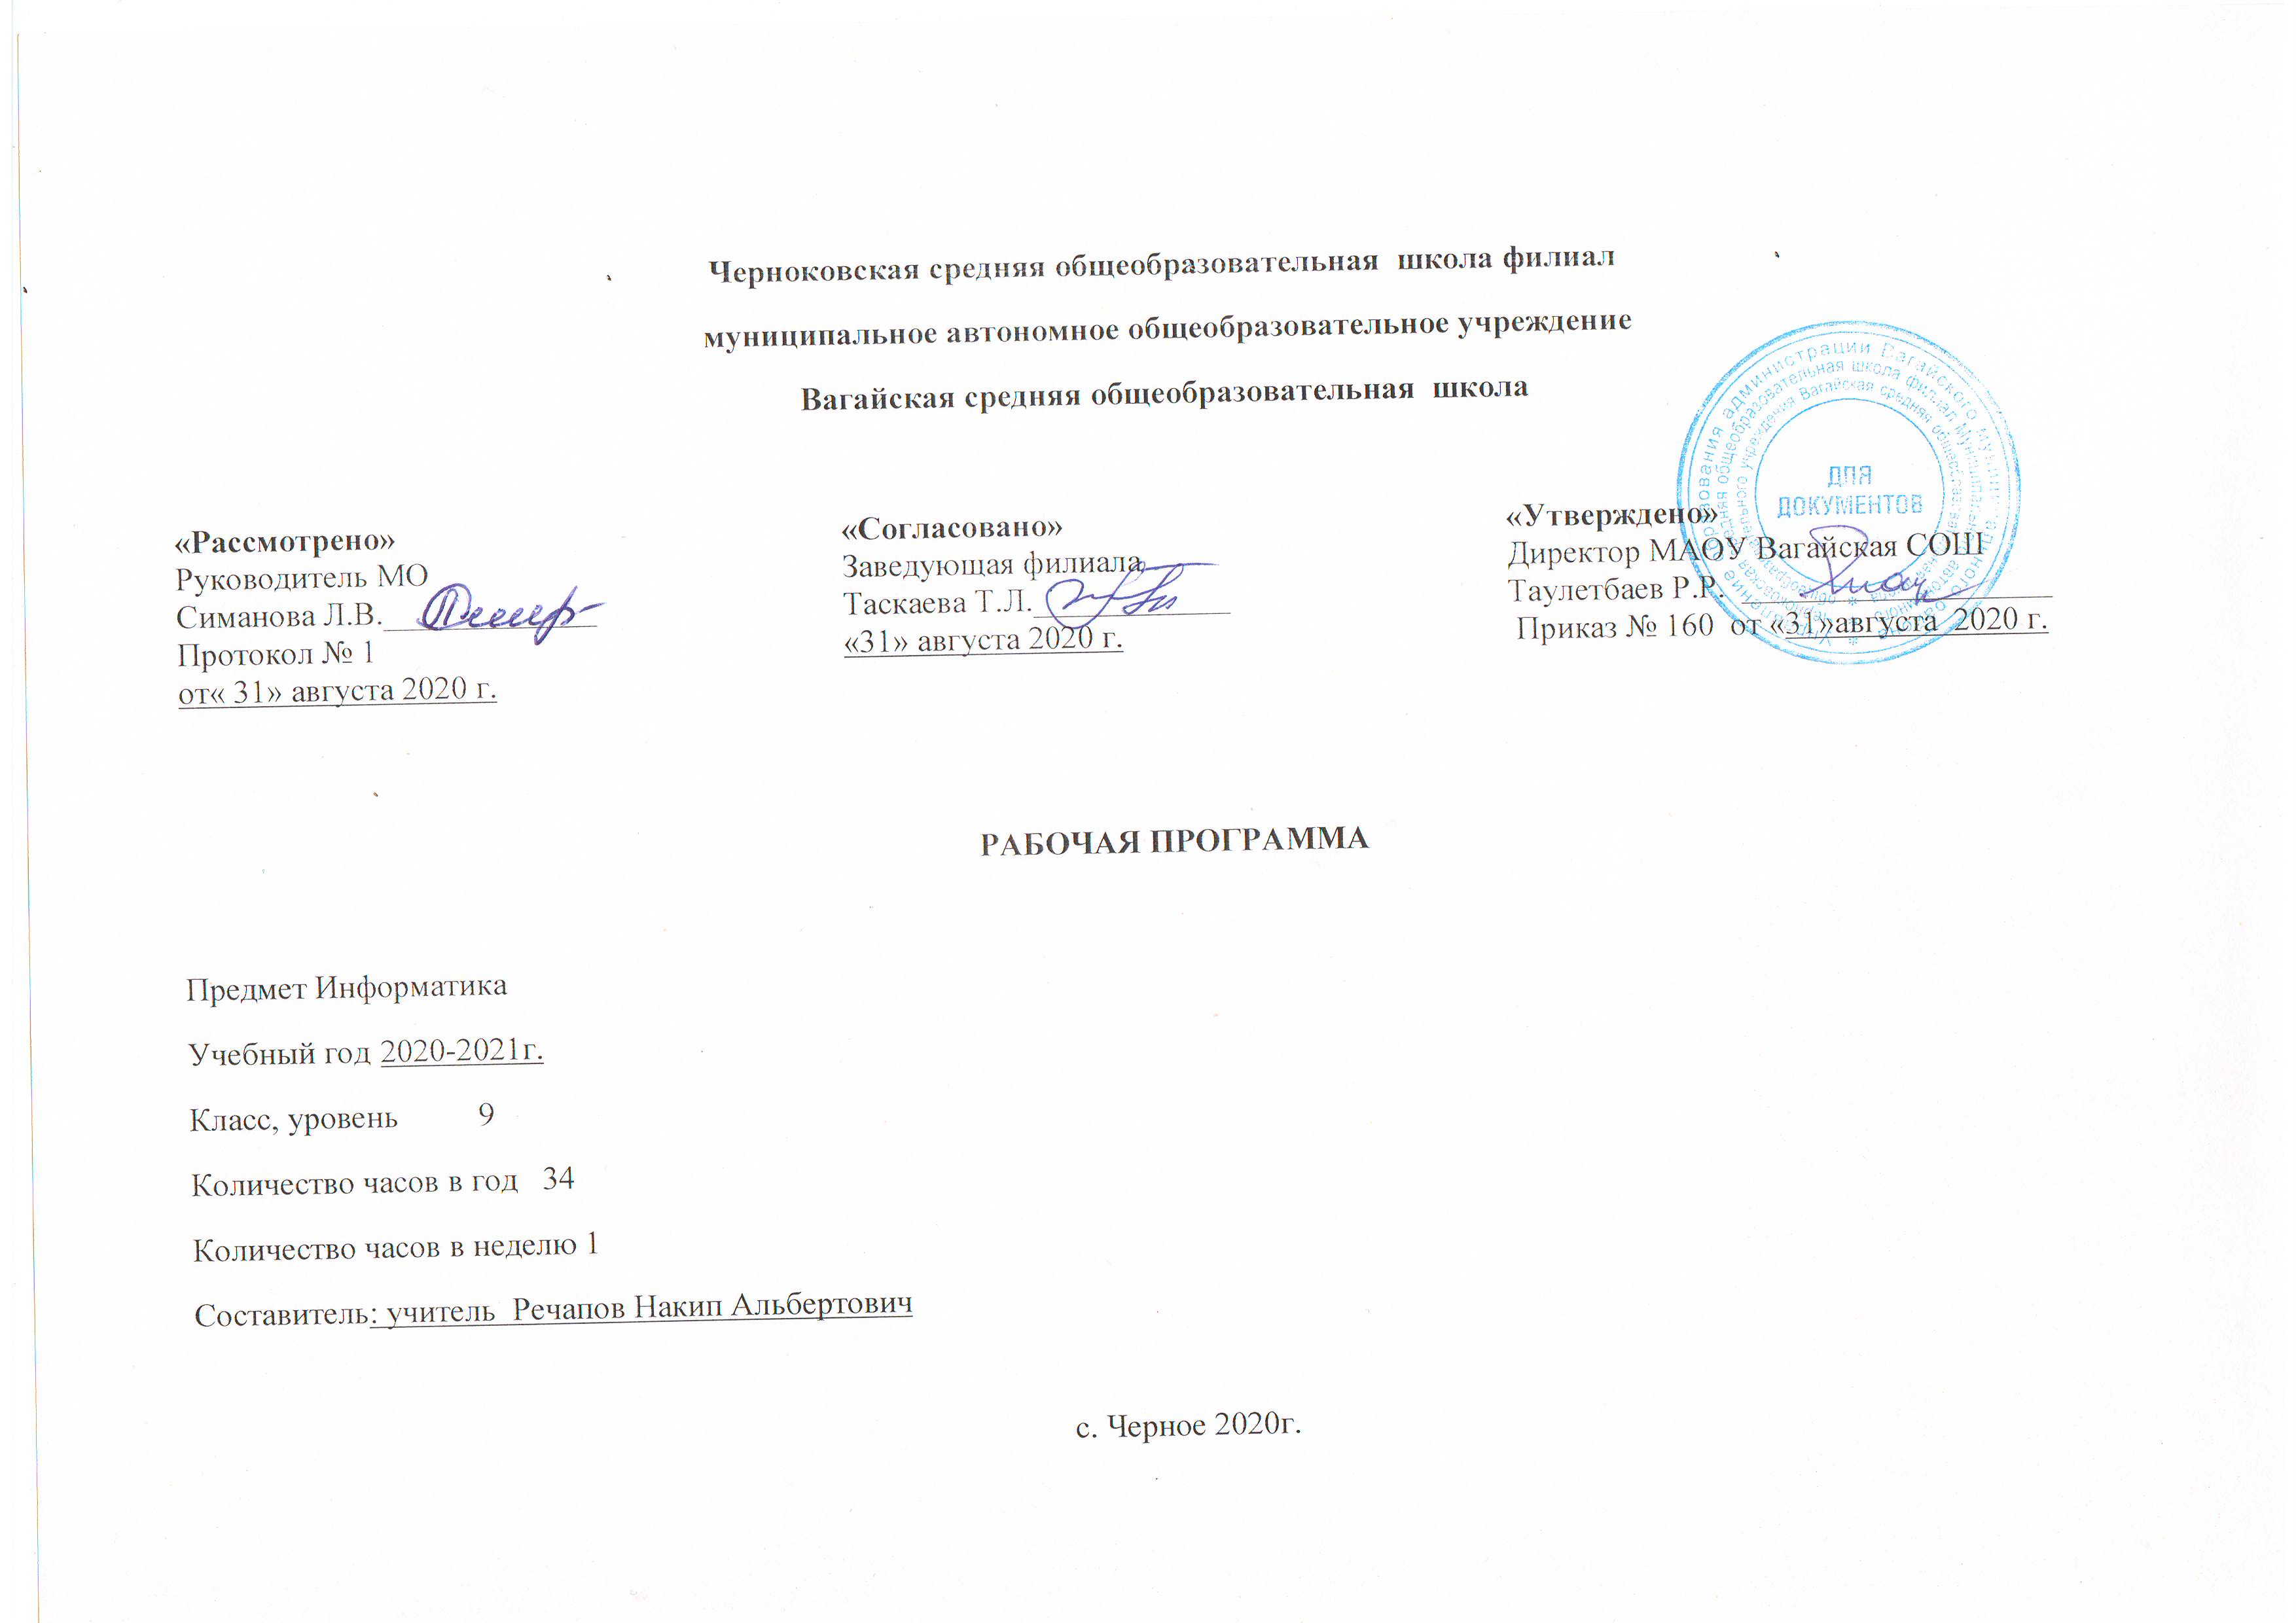 Черноковская средняя общеобразовательная школа филиал
муниципальное автономное общеобразовательное учреждение
Вагайская средняя общеобразовательная школа
«Рассмотрено»
Руководитель МО
Симанова Л.В.
Протокол № 1
от« 31» августа 2020 г.
«Согласовано»
Заведующая филиала
Таскаева Т.Л.
«31» августа 2020 г.
«Утверждено»
Директор МАОУ Вагайская СОШ
Таулетбаев Р.Р.
Приказ № 160 от «31»августа 2020 г.
ДЛЯ
ДОКУМЕНТОВ
РАБОЧАЯ ПРОГРАММА
Предмет Информатика
Учебный год 2020-2021г.
Класс, уровень 9
Количество часов в год 34
Количество часов в неделю 1
Составитель: учитель Речапов Накип Альбертович
с. Черное 2020г.